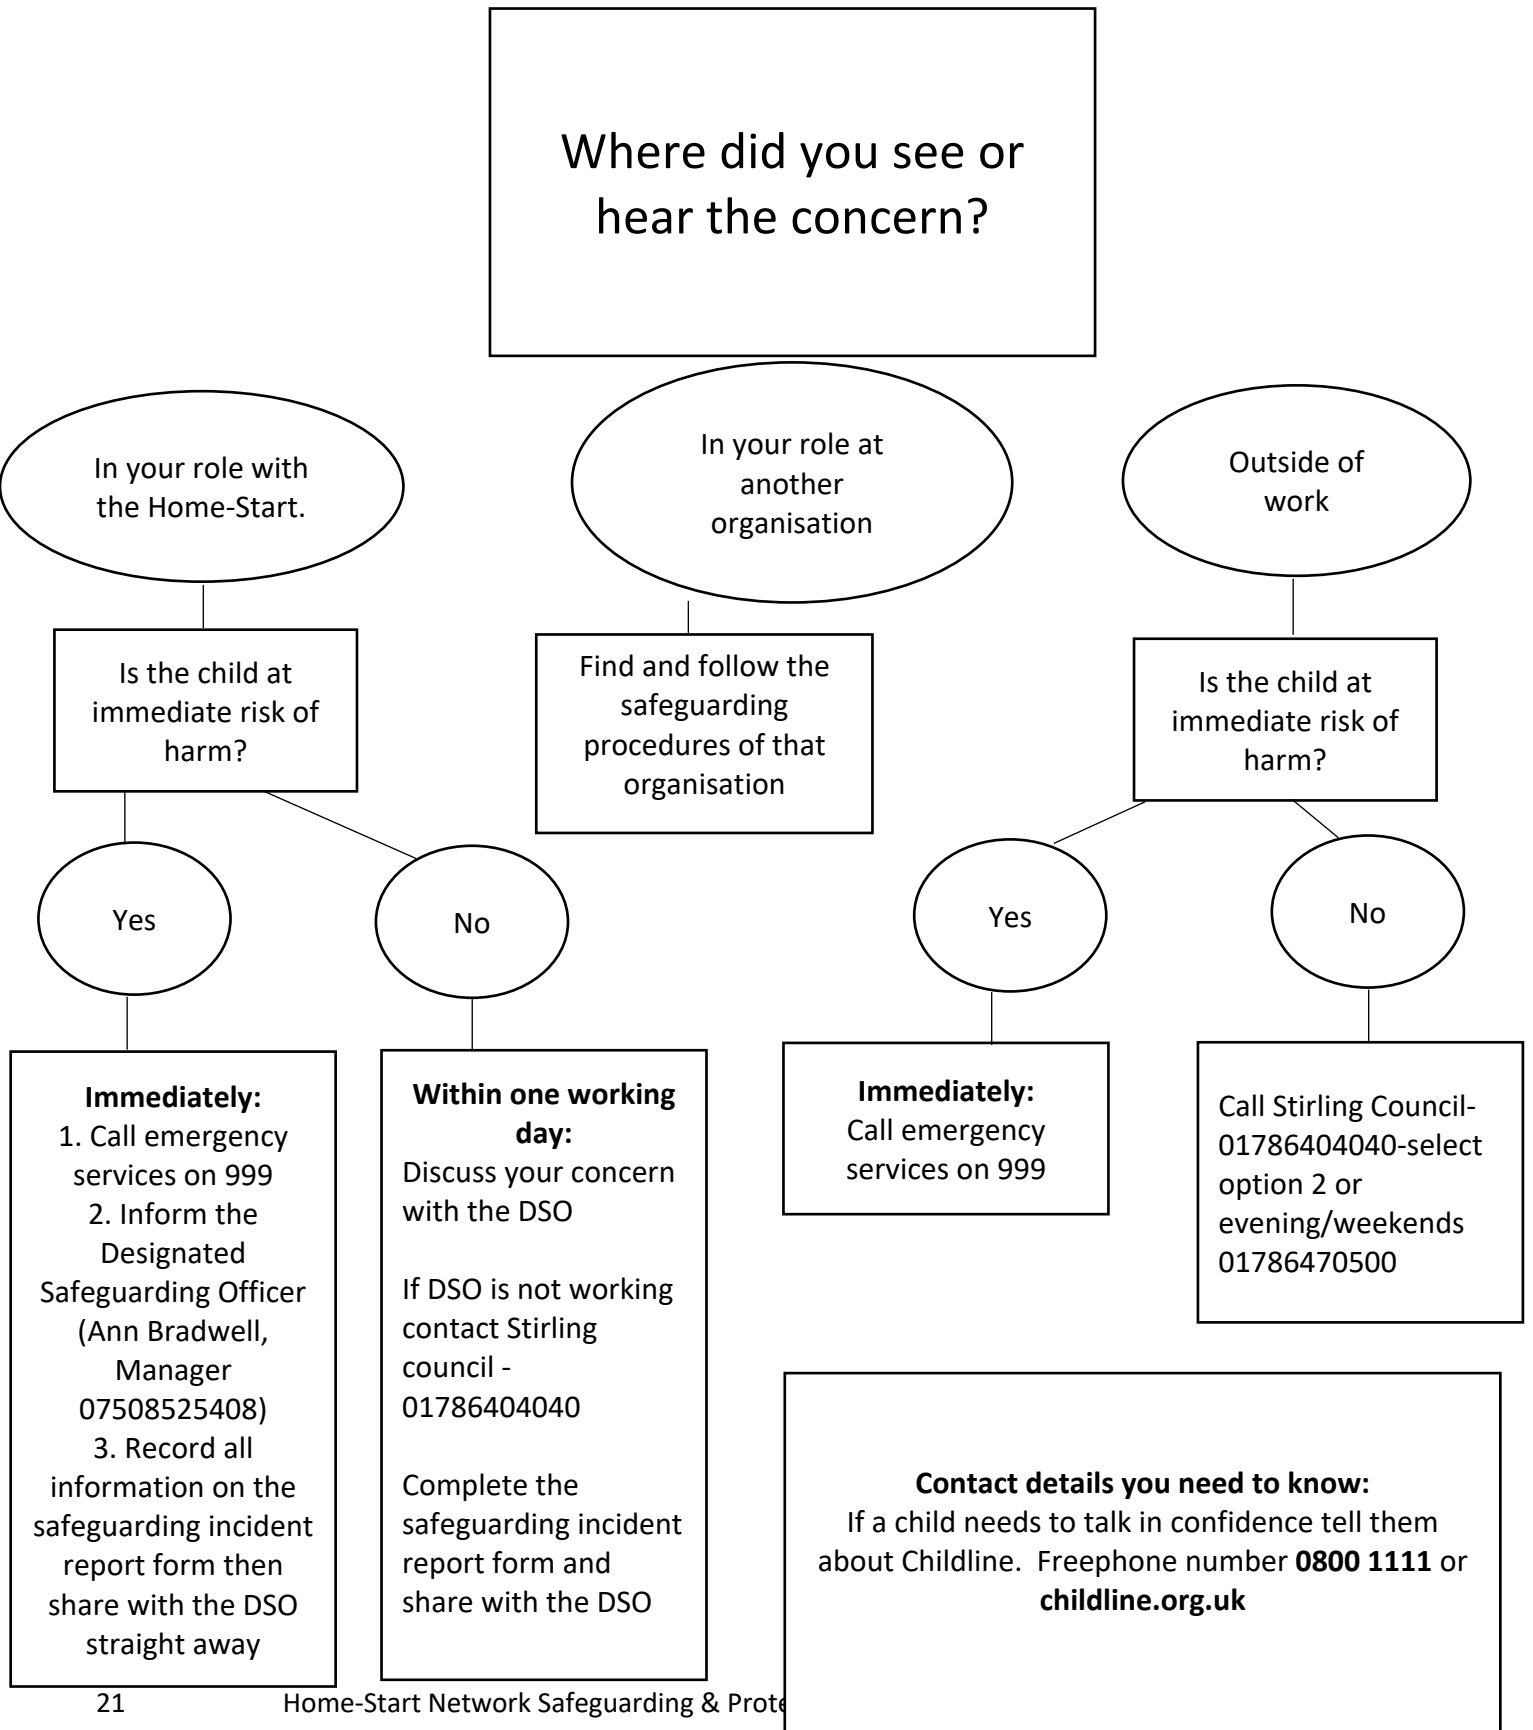 Where did you see or
hear the concern?
In your role with
the Home-Start.
In your role at
another
organisation
Outside of
work
Is the child at
immediate risk of
harm?
Find and follow the
safeguarding
procedures of that
organisation
Is the child at
immediate risk of
harm?
Yes
No
Yes
No
Immediately:
1. Call emergency
services on 999
2. Inform the
Designated
Safeguarding Officer
(Ann Bradwell,
Manager
07508525408)
3. Record all
information on the
safeguarding incident
report form then
share with the DSO
straight away
Within one working
day:
Discuss your concern
with the DSO
If DSO is not working
contact Stirling
council -
01786404040
Complete the
safeguarding incident
report form and
share with the DSO
Immediately:
Call emergency
services on 999
Call Stirling Council-
01786404040-select
option 2 or
evening/weekends
01786470500
Contact details you need to know:
If a child needs to talk in confidence tell them
about Childline.  Freephone number 0800 1111 or
childline.org.uk
21 Home-Start Network Safeguarding &